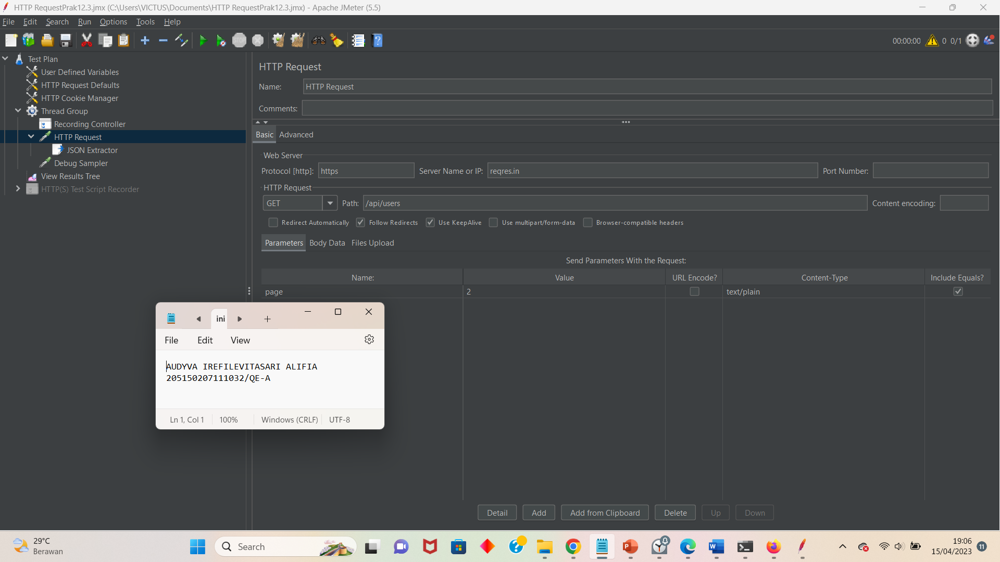 HTTP RequestPrak12.3.jmx (C:\Users\VICTUS\Documents\HTTP RequestPrak12.3.jmx) - Apache JMeter (5.5)
File Edit Search Run Options Tools Help
00:00:00 0 0/1
Test Plan
User Defined Variables
HTTP Request Defaults
HTTP Cookie Manager
Thread Group
Recording Controller
HTTP Request
JSON Extractor
Debug Sampler
View Results Tree
HTTP(S) Test Script Recorder
HTTP Request
Name: HTTP Request
Comments:
Basic Advanced
Web Server
Protocol [http]: https Server Name or IP: reqres.in Port Number:
HTTP Request
GET Path: /api/users Content encoding:
Redirect Automatically Follow Redirects Use KeepAlive Use multipart/form-data Browser-compatible headers
Parameters Body Data Files Upload
Send Parameters With the Request:
Name: Value URL Encode? Content-Type Include Equals?
page 2 text/plain
Detail Add Add from Clipboard Delete Up Down
ini
File Edit View
AUDYVA IREFILEVITASARI ALIFIA
205150207111032/QE-A
Ln 1, Col 1 100% Windows (CRLF) UTF-8
29°C
Berawan
Search
19:06
15/04/2023
11